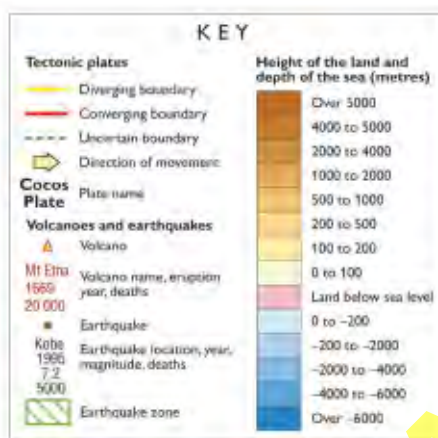 KEY
Tectonic plates
Diverging boundary
Converging boundary
Uncertain boundary
Direction of movement
Cocos
Plate
Plate name
Volcanoes and earthquakes
Volcano
Mt Etna
1669
20 000
Volcano name, eruption
year, deaths
Earthquake
Kobe
1995
7.2
5000
Earthquake location, year,
magnitude, deaths
Earthquake zone
Height of the land and
depth of the sea (metres)
Over 5000
4000 to 5000
2000 to 4000
1000 to 2000
500 to 1000
200 to 500
100 to 200
0 to 100
Land below sea level
0 to –200
–200 to –2000
–2000 to –4000
–4000 to –6000
Over –6000